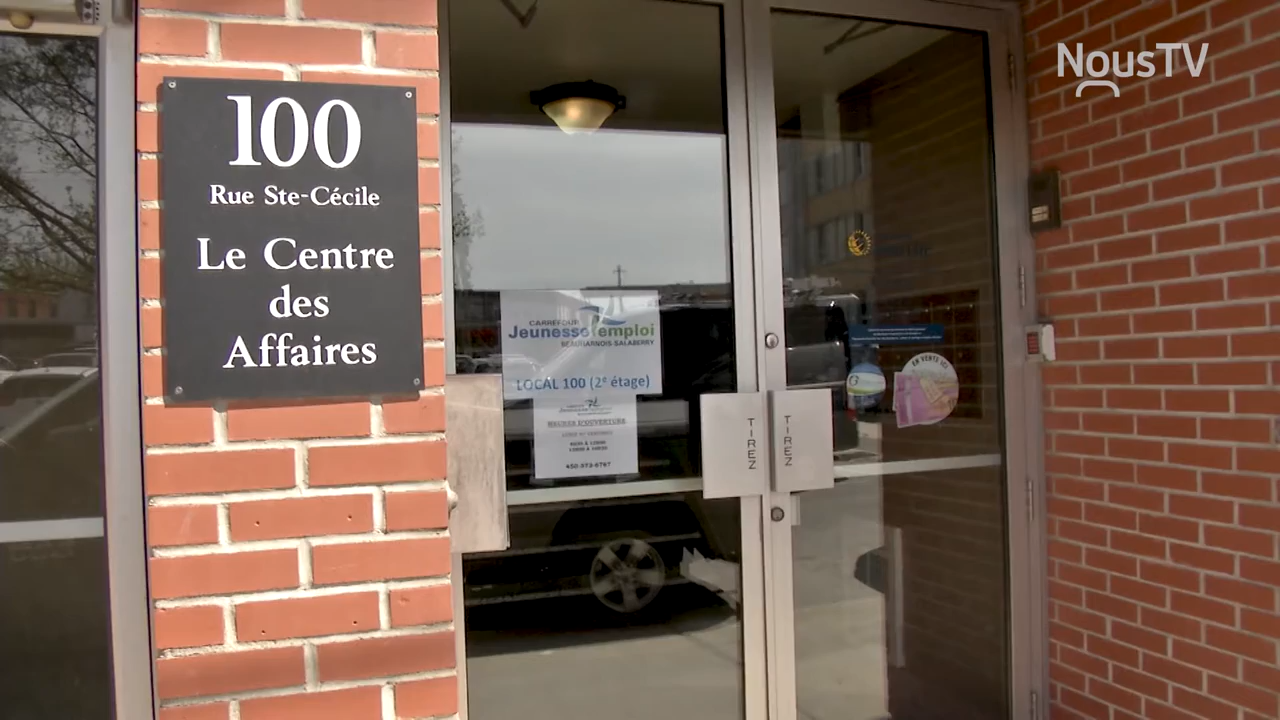 NousTV
100
Rue Ste-Cécile
Le Centre
des
Affaires
CARREFOUR
Jeunesse emploi
BEAUHARNOIS-SALABERRY
LOCAL 100 (2e étage)
HEURES D'OUVERTURE
TIREZ
TIREZ
EN VENTE ICI